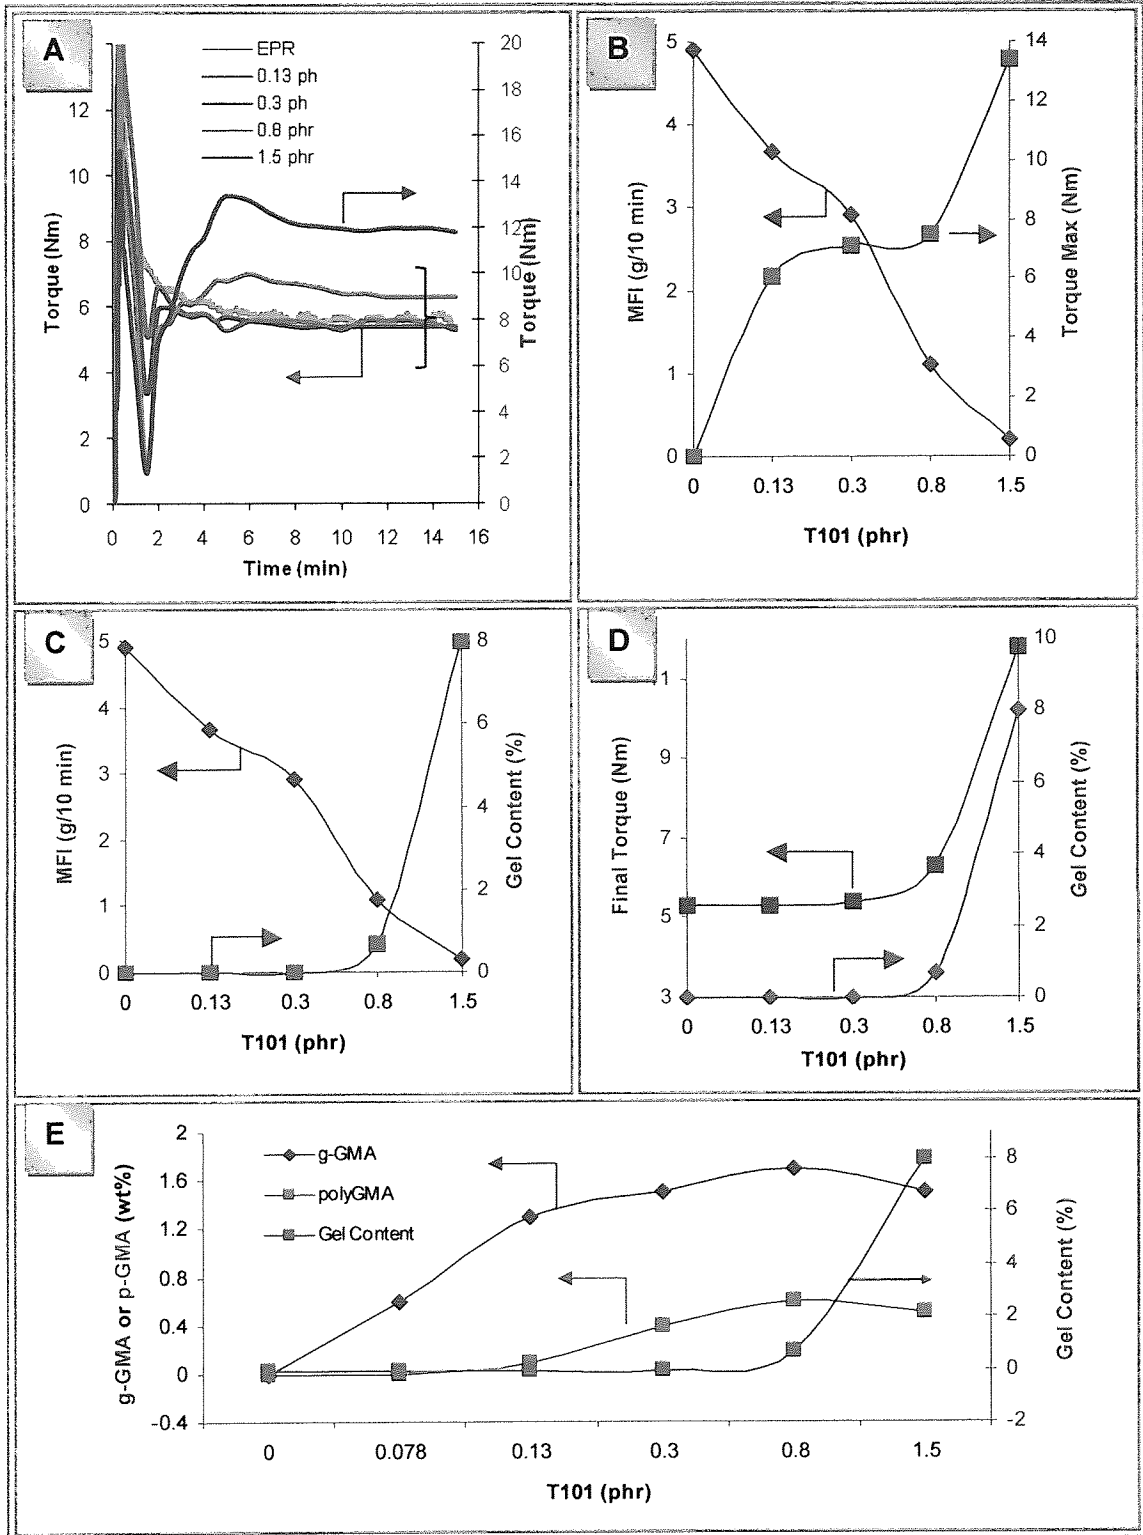 A
EPR
0.13 ph
0.3 ph
0.8 phr
1.5 phr
12
10
8
6
4
2
0
Torque (Nm)
20
18
16
14
12
10
8
6
4
2
0
Torque (Nm)
0 2 4 6 8 10 12 14 16
Time (min)
B
5
4
3
2
1
0
MFI (g/10 min)
14
12
10
8
6
4
2
0
Torque Max (Nm)
0 0.13 0.3 0.8 1.5
T101 (phr)
C
5
4
3
2
1
0
MFI (g/10 min)
8
6
4
2
0
Gel Content (%)
0 0.13 0.3 0.8 1.5
T101 (phr)
D
9
7
5
3
Final Torque (Nm)
10
8
6
4
2
0
Gel Content (%)
0 0.13 0.3 0.8 1.5
T101 (phr)
E
g-GMA
polyGMA
Gel Content
2
1.6
1.2
0.8
0.4
0
-0.4
g-GMA or p-GMA (wt%)
8
6
4
2
0
-2
Gel Content (%)
0 0.078 0.13 0.3 0.8 1.5
T101 (phr)